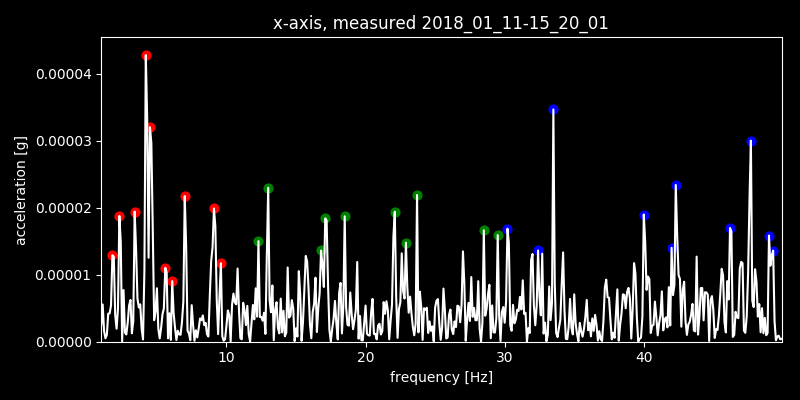 x-axis, measured 2018_01_11-15_20_01
0.00004
0.00003
0.00002
0.00001
0.00000
acceleration [g]
10 20 30 40
frequency [Hz]